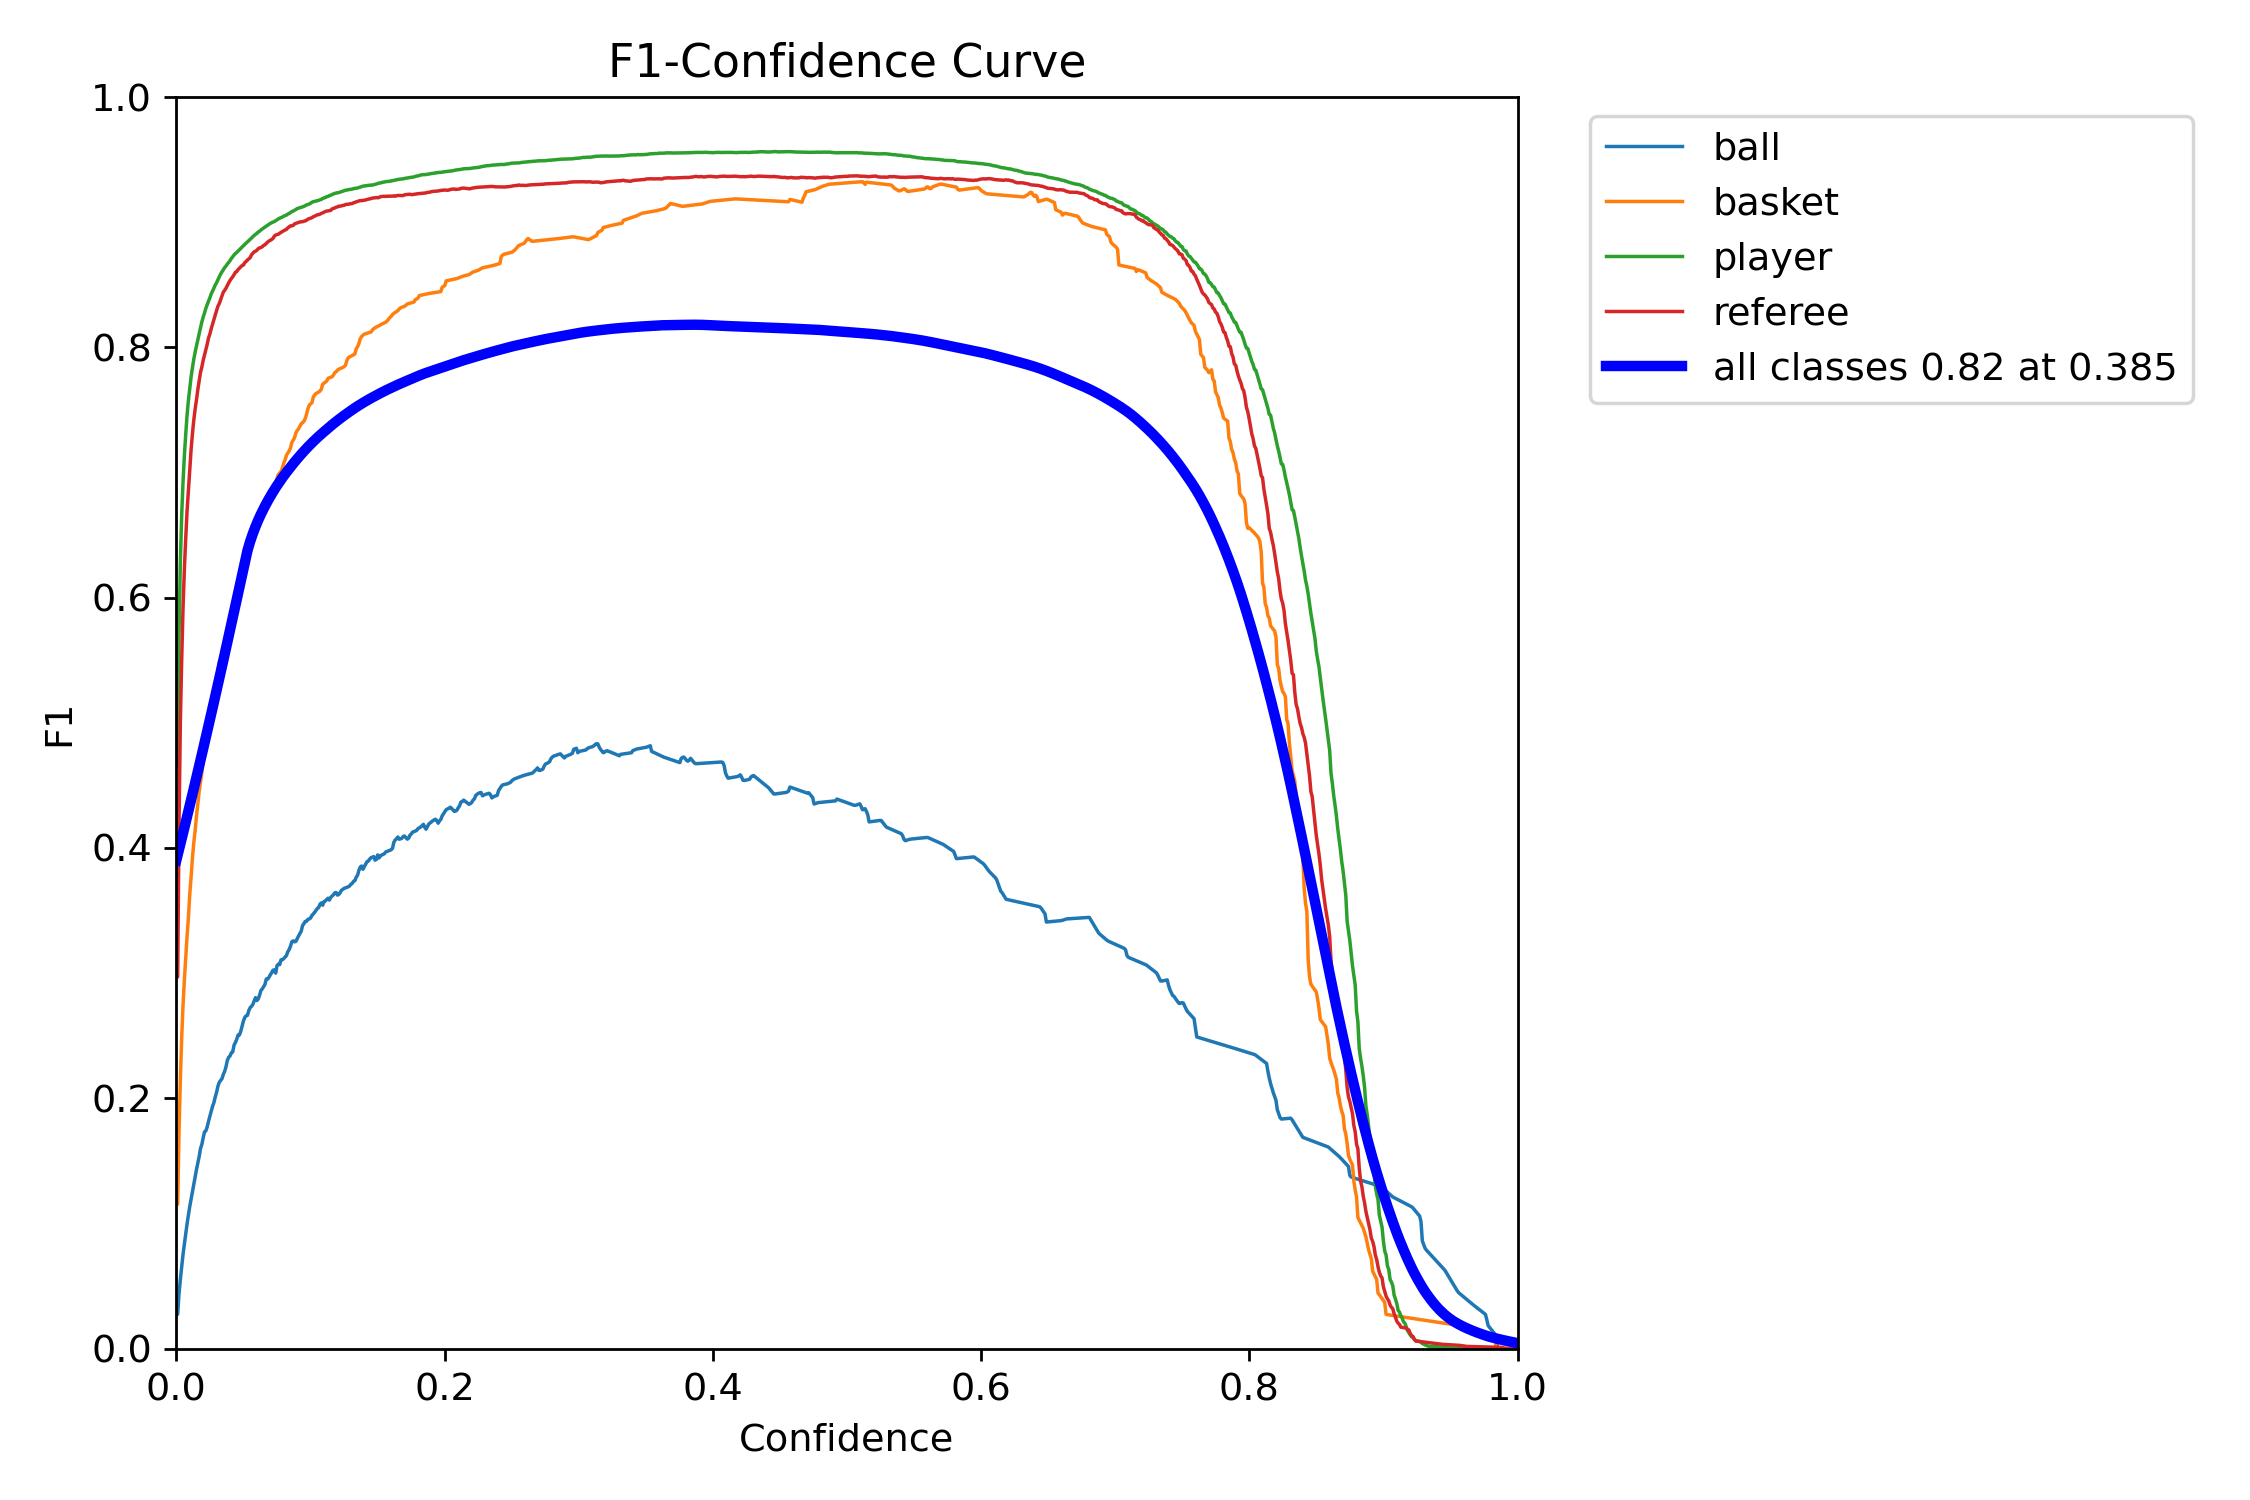 F1-Confidence Curve
1.0
0.8
0.6
0.4
0.2
0.0
F1
0.0 0.2 0.4 0.6 0.8 1.0
Confidence
ball
basket
player
referee
all classes 0.82 at 0.385